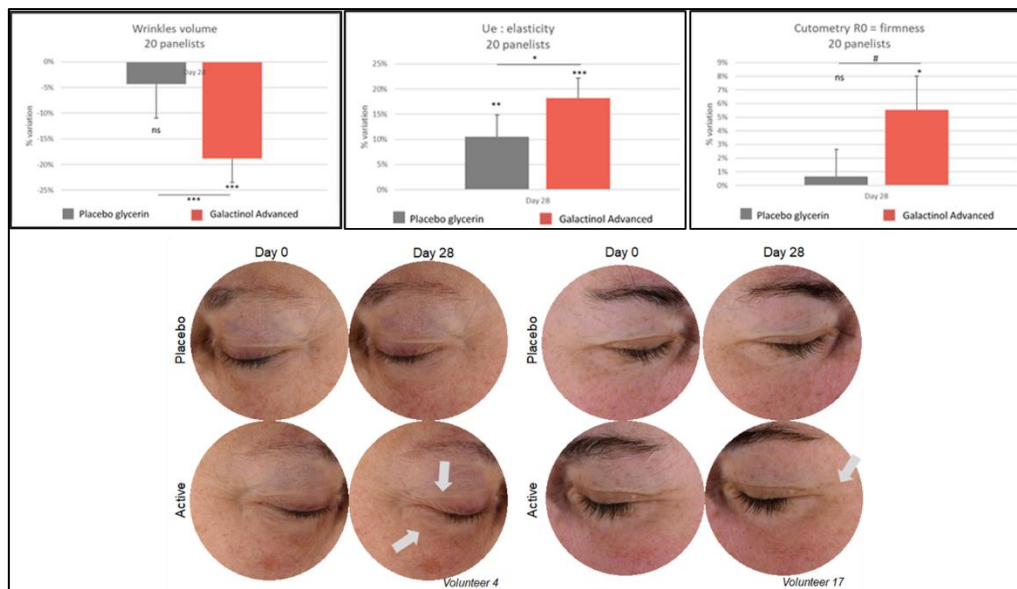 Wrinkles volume
20 panelists
% variation
0%
-5%
-10%
-15%
-20%
-25%
Day 28
ns
***
***
Placebo glycerin
Galactinol Advanced
Ue : elasticity
20 panelists
% variation
25%
20%
15%
10%
5%
0%
*
**
***
Day 28
Placebo glycerin
Galactinol Advanced
Cutometry R0 = firmness
20 panelists
% variation
9%
8%
7%
6%
5%
4%
3%
2%
1%
0%
#
ns
*
Day 28
Placebo glycerin
Galactinol Advanced
Day 0
Day 28
Day 0
Day 28
Placebo
Placebo
Active
Active
Volunteer 4
Volunteer 17